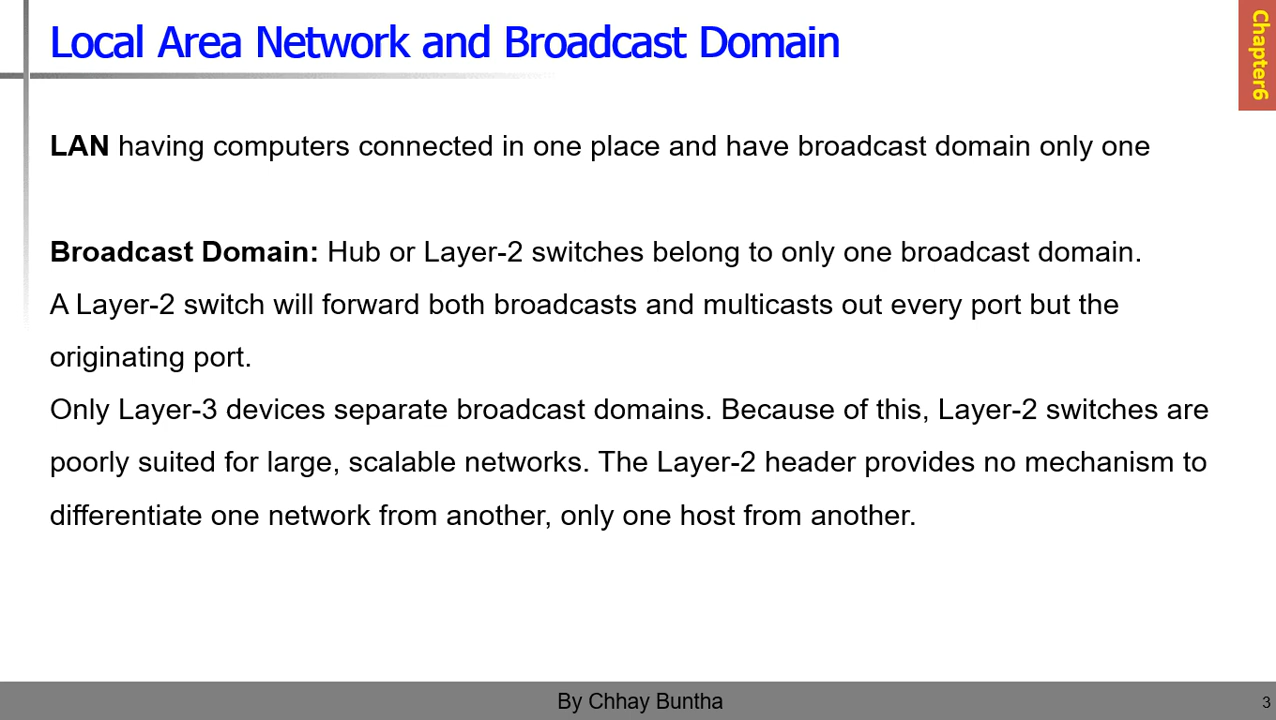 Local Area Network and Broadcast Domain
Chapter6
LAN having computers connected in one place and have broadcast domain only one
Broadcast Domain: Hub or Layer-2 switches belong to only one broadcast domain.
A Layer-2 switch will forward both broadcasts and multicasts out every port but the
originating port.
Only Layer-3 devices separate broadcast domains. Because of this, Layer-2 switches are
poorly suited for large, scalable networks. The Layer-2 header provides no mechanism to
differentiate one network from another, only one host from another.
By Chhay Buntha
3